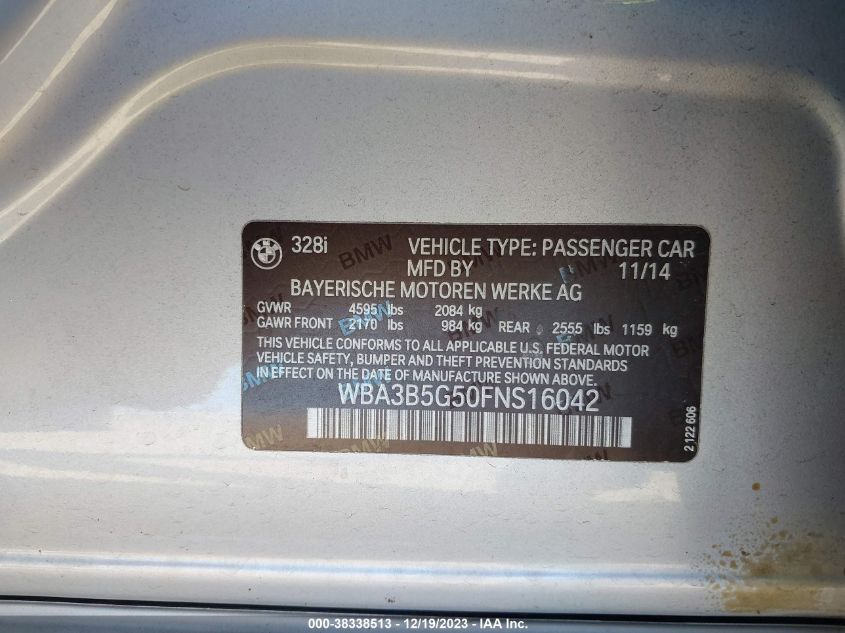 328i VEHICLE TYPE: PASSENGER CAR
MFD BY 11/14
BAYERISCHE MOTOREN WERKE AG
GVWR 4595 lbs 2084 kg
GAWR FRONT 2170 lbs 984 kg REAR 2555 lbs 1159 kg
THIS VEHICLE CONFORMS TO ALL APPLICABLE U.S. FEDERAL MOTOR
VEHICLE SAFETY, BUMPER AND THEFT PREVENTION STANDARDS
IN EFFECT ON THE DATE OF MANUFACTURE SHOWN ABOVE.
WBA3B5G50FNS16042
2 122 606
000-38338513 - 12/19/2023 - IAA Inc.